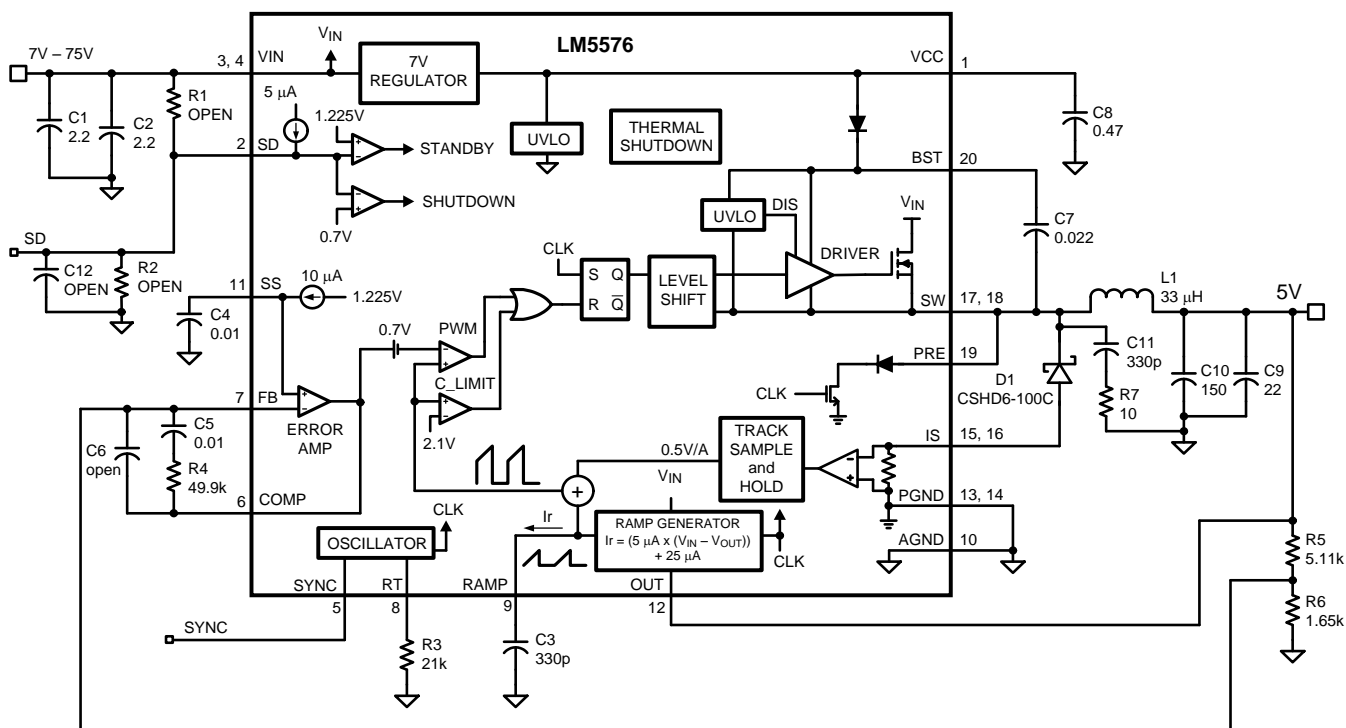 LM5576
7V – 75V
3, 4
VIN
VIN
7V
REGULATOR
VCC
1
R1
OPEN
C1
2.2
C2
2.2
5 µA
1.225V
2
SD
STANDBY
SHUTDOWN
0.7V
UVLO
THERMAL
SHUTDOWN
C8
0.47
BST
20
UVLO
DIS
VIN
DRIVER
C7
0.022
SD
C12
OPEN
R2
OPEN
11
SS
10 µA
1.225V
C4
0.01
CLK
S Q
R Q
LEVEL
SHIFT
SW
17, 18
L1
33 µH
5V
0.7V
PWM
C_LIMIT
2.1V
PRE
19
CLK
C11
330p
D1
CSHD6-100C
R7
10
C10
150
C9
22
7
FB
ERROR
AMP
C5
0.01
C6
open
R4
49.9k
6
COMP
0.5V/A
TRACK
SAMPLE
and
HOLD
IS
15, 16
+
VIN
PGND
13, 14
CLK
OSCILLATOR
Ir
RAMP GENERATOR
Ir = (5 µA x (VIN – VOUT))
+ 25 µA
CLK
AGND
10
R5
5.11k
SYNC
5
RT
8
RAMP
9
OUT
12
R6
1.65k
SYNC
R3
21k
C3
330p